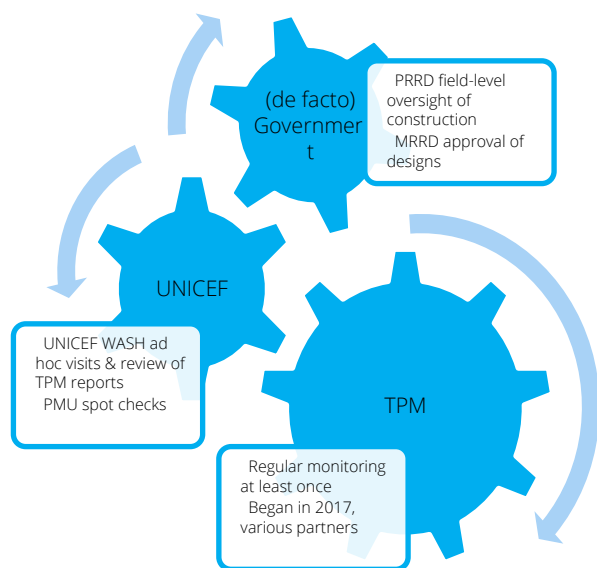 (de facto)
Governmer
t
PRRD field-level
oversight of
construction
MRRD approval of
designs
UNICEF
UNICEF WASH ad
hoc visits & review of
TPM reports
PMU spot checks
TPM
Regular monitoring
at least once
Began in 2017,
various partners